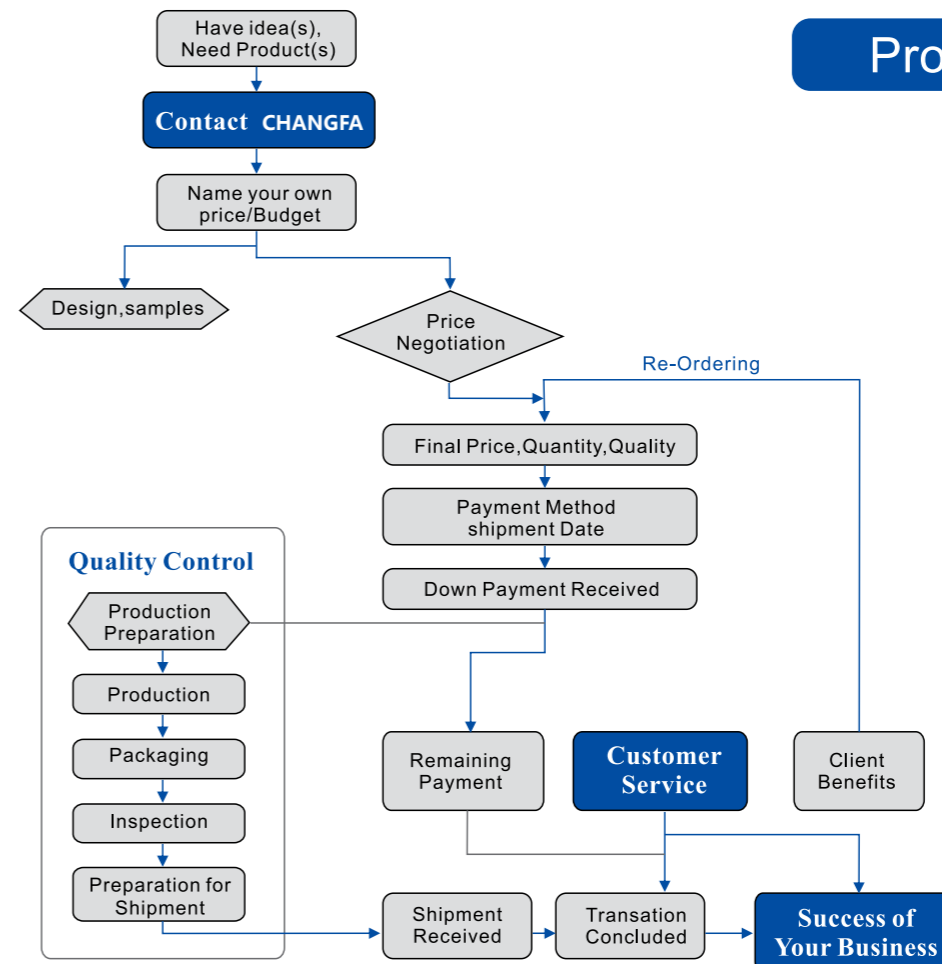 Have idea(s),
Need Product(s)
Pro
Contact CHANGFA
Name your own
price/Budget
Design,samples
Price
Negotiation
Re-Ordering
Final Price,Quantity,Quality
Payment Method
shipment Date
Down Payment Received
Quality Control
Production
Preparation
Production
Packaging
Inspection
Preparation for
Shipment
Remaining
Payment
Customer
Service
Client
Benefits
Shipment
Received
Transation
Concluded
Success of
Your Business